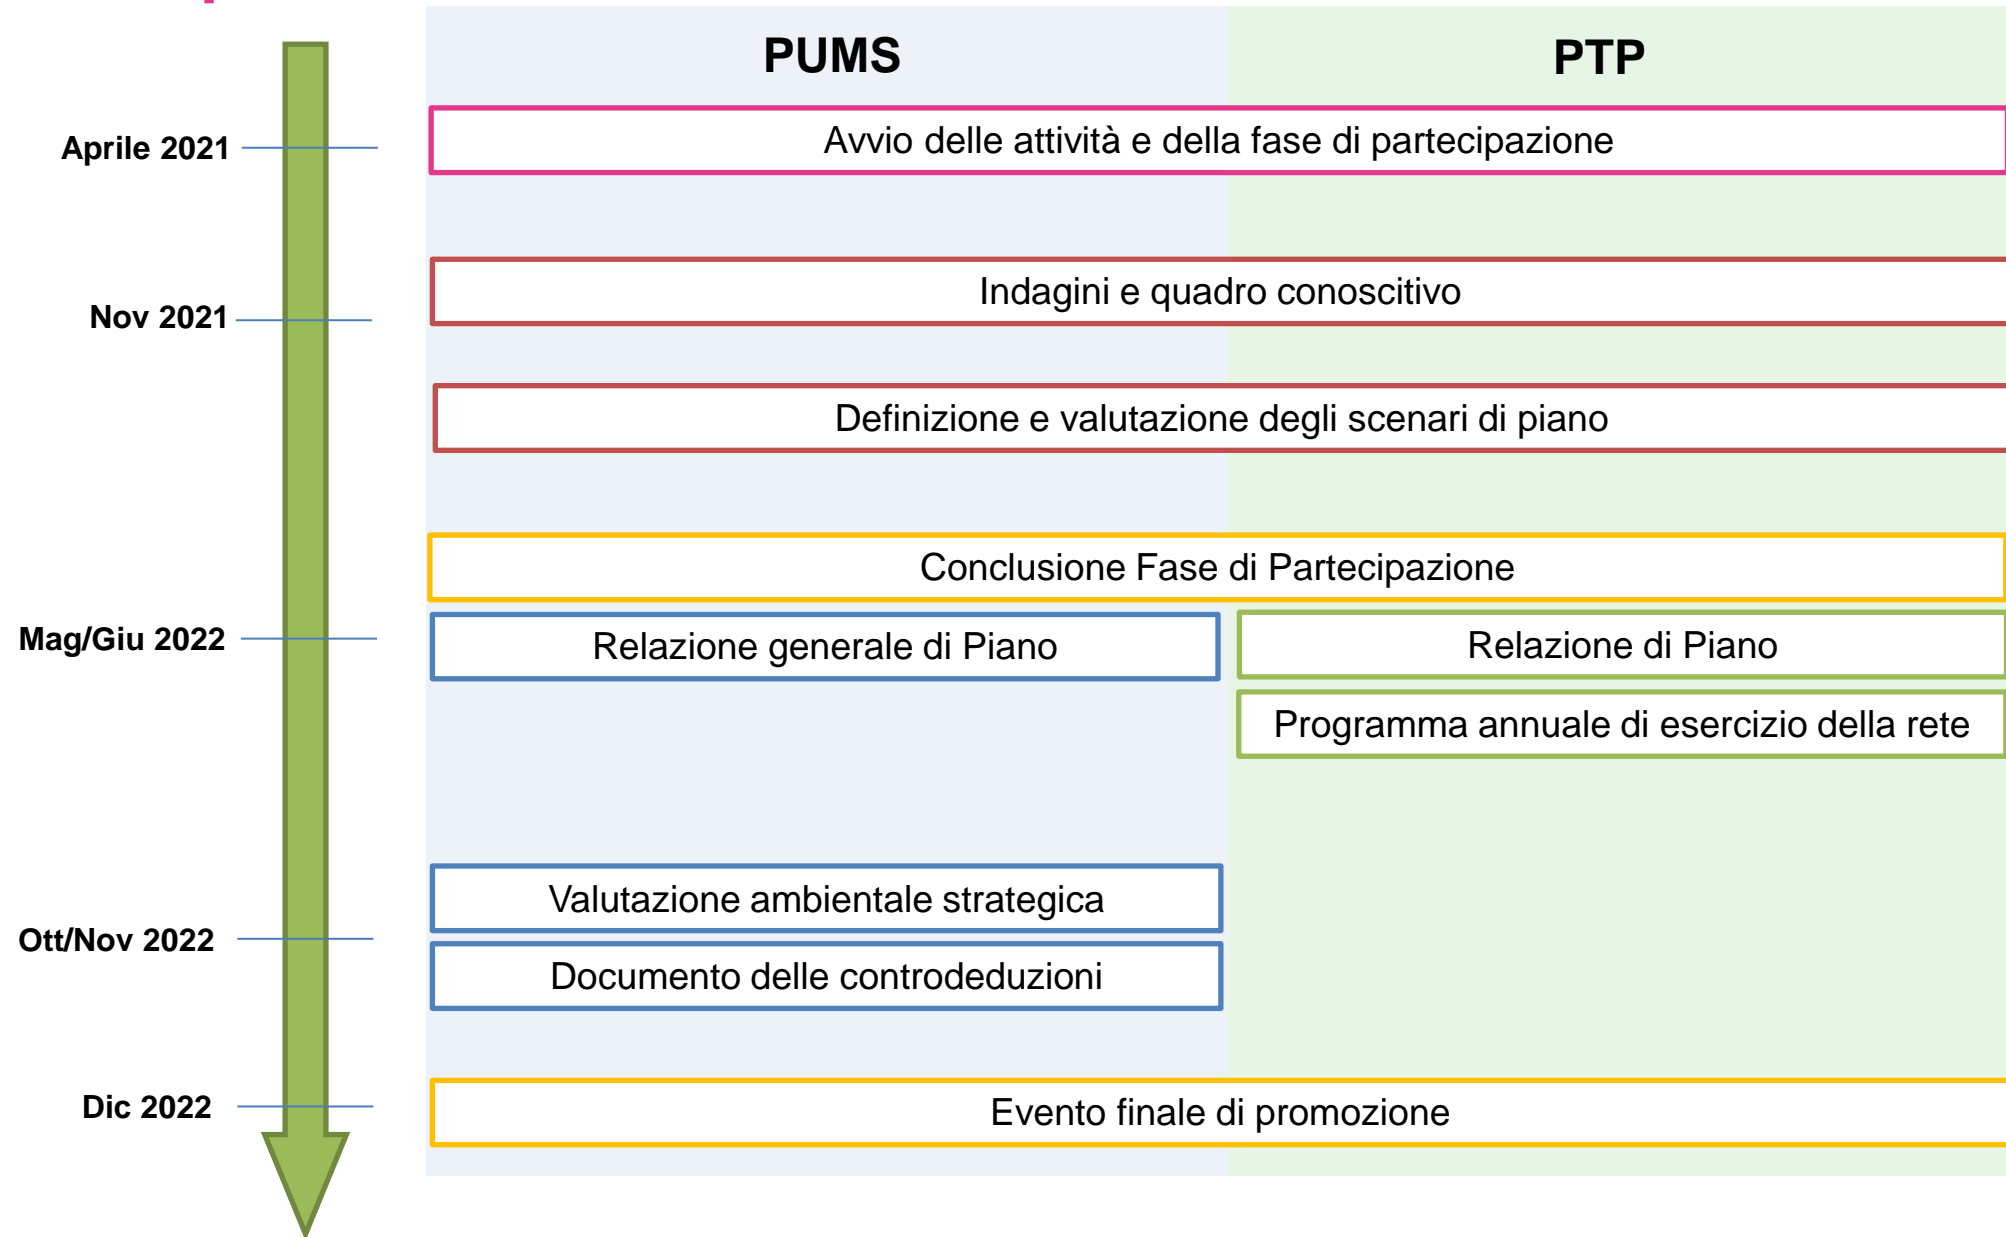 PUMS
PTP
Aprile 2021
Avvio delle attività e della fase di partecipazione
Indagini e quadro conoscitivo
Nov 2021
Definizione e valutazione degli scenari di piano
Conclusione Fase di Partecipazione
Mag/Giu 2022
Relazione generale di Piano
Relazione di Piano
Programma annuale di esercizio della rete
Valutazione ambientale strategica
Ott/Nov 2022
Documento delle controdeduzioni
Dic 2022
Evento finale di promozione